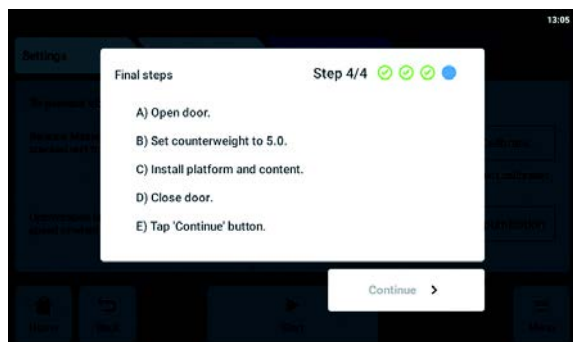 13:05
Settings
Final steps
Step 4/4
A) Open door.
B) Set counterweight to 5.0.
C) Install platform and content.
D) Close door.
E) Tap 'Continue' button.
Continue >
Home
Back
Start
Menu